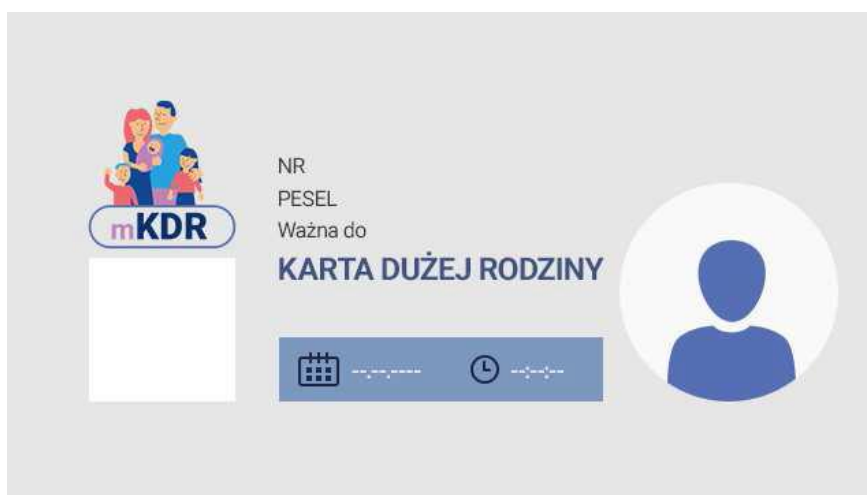 mKDR
NR
PESEL
Ważna do
KARTA DUŻEJ RODZINY
--.--.---- --:--:--